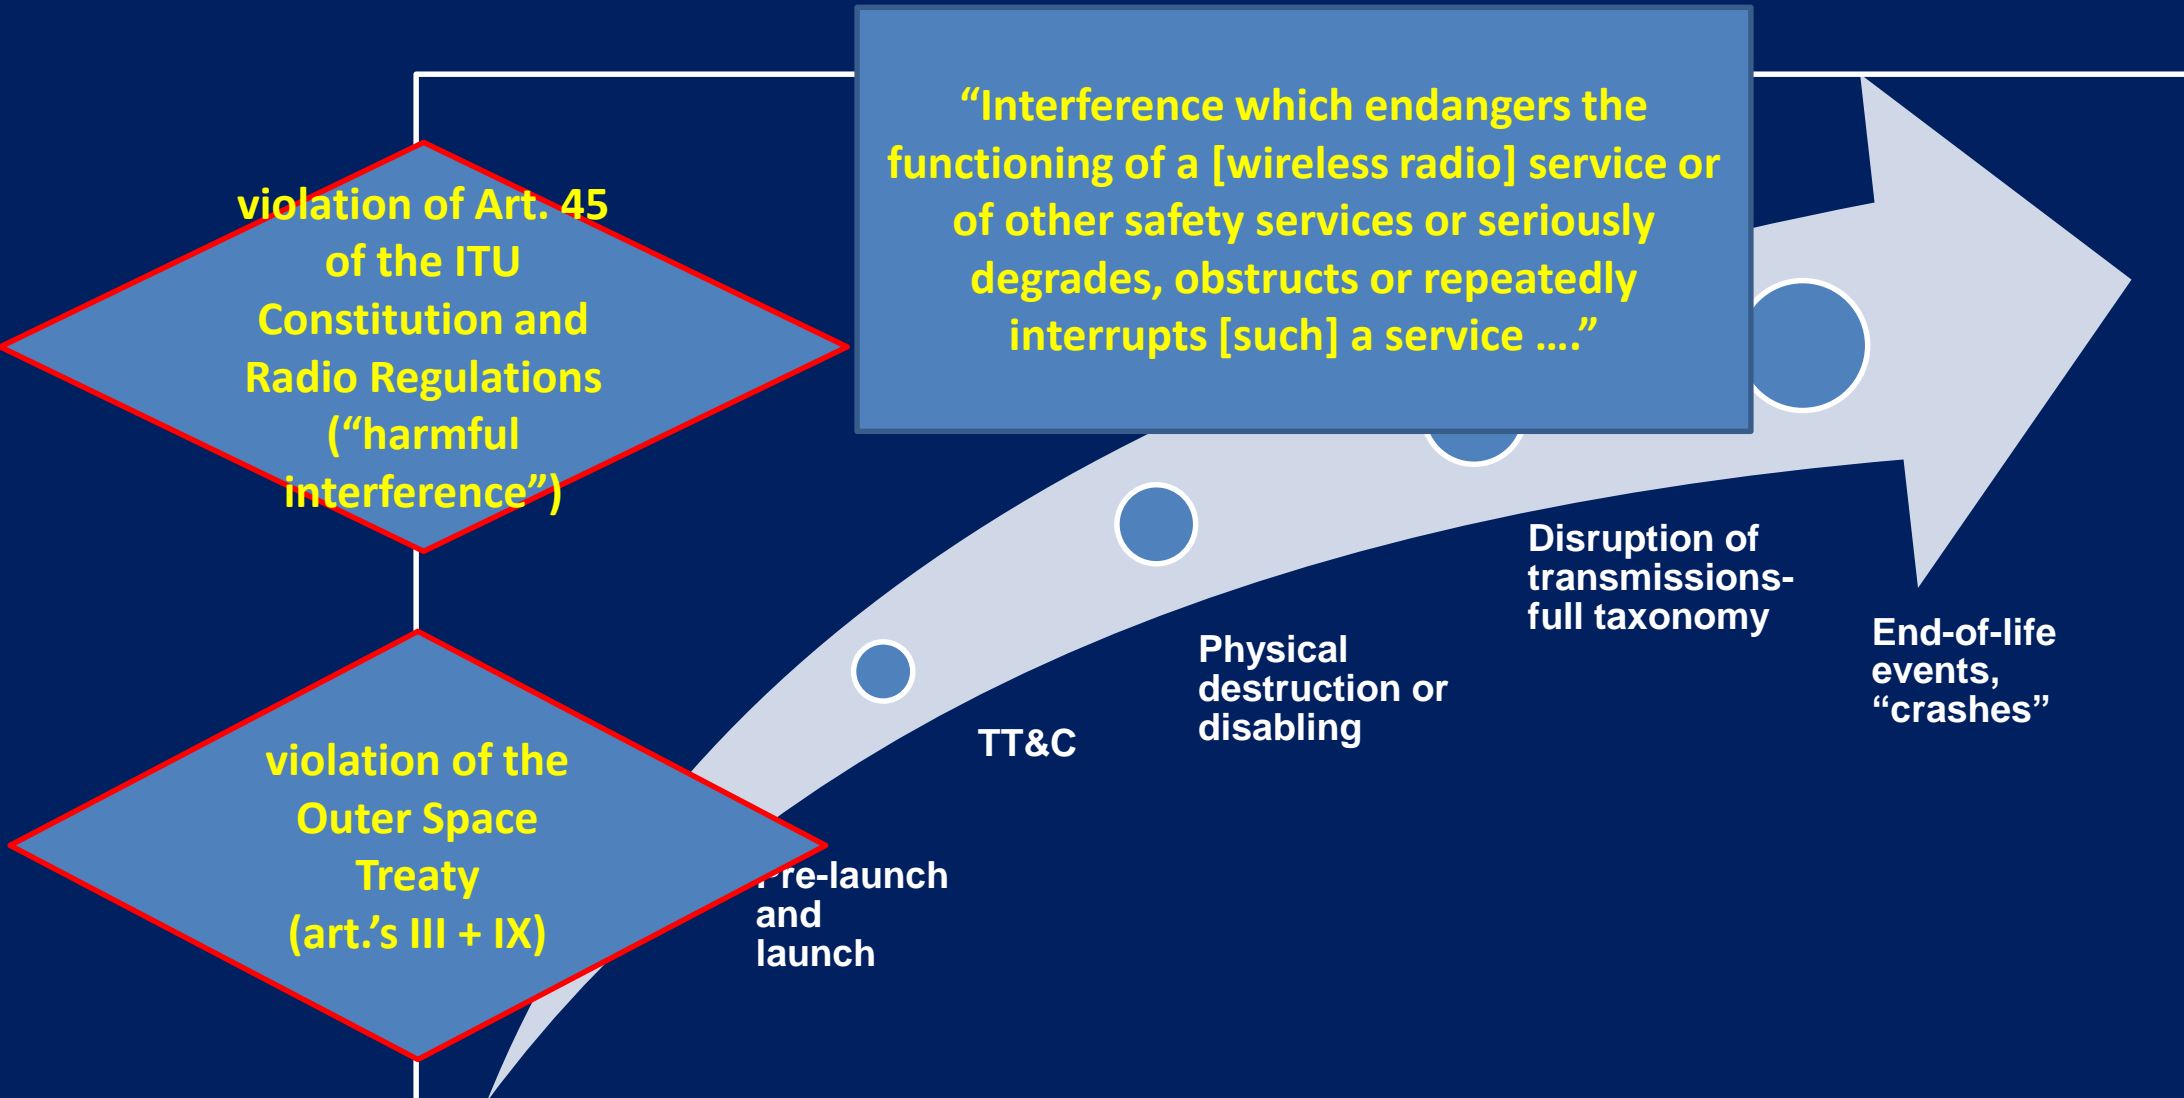 “Interference which endangers the
functioning of a [wireless radio] service or
of other safety services or seriously
degrades, obstructs or repeatedly
interrupts [such] a service ....”
violation of Art. 45
of the ITU
Constitution and
Radio Regulations
(“harmful
interference”)
violation of the
Outer Space
Treaty
(art.’s III + IX)
Pre-launch
and
launch
TT&C
Physical
destruction or
disabling
Disruption of
transmissions-
full taxonomy
End-of-life
events,
“crashes”